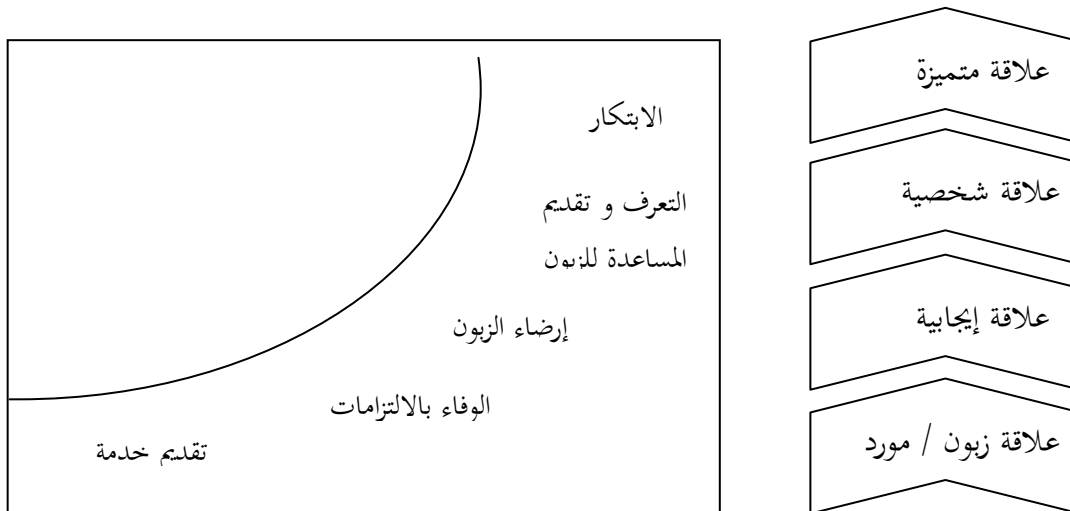 علاقة متميزة
علاقة شخصية
علاقة إيجابية
علاقة زبون / مورد
الابتكار
التعرف و تقديم
المساعدة للزبون
إرضاء الزبون
الوفاء بالالتزامات
تقديم خدمة